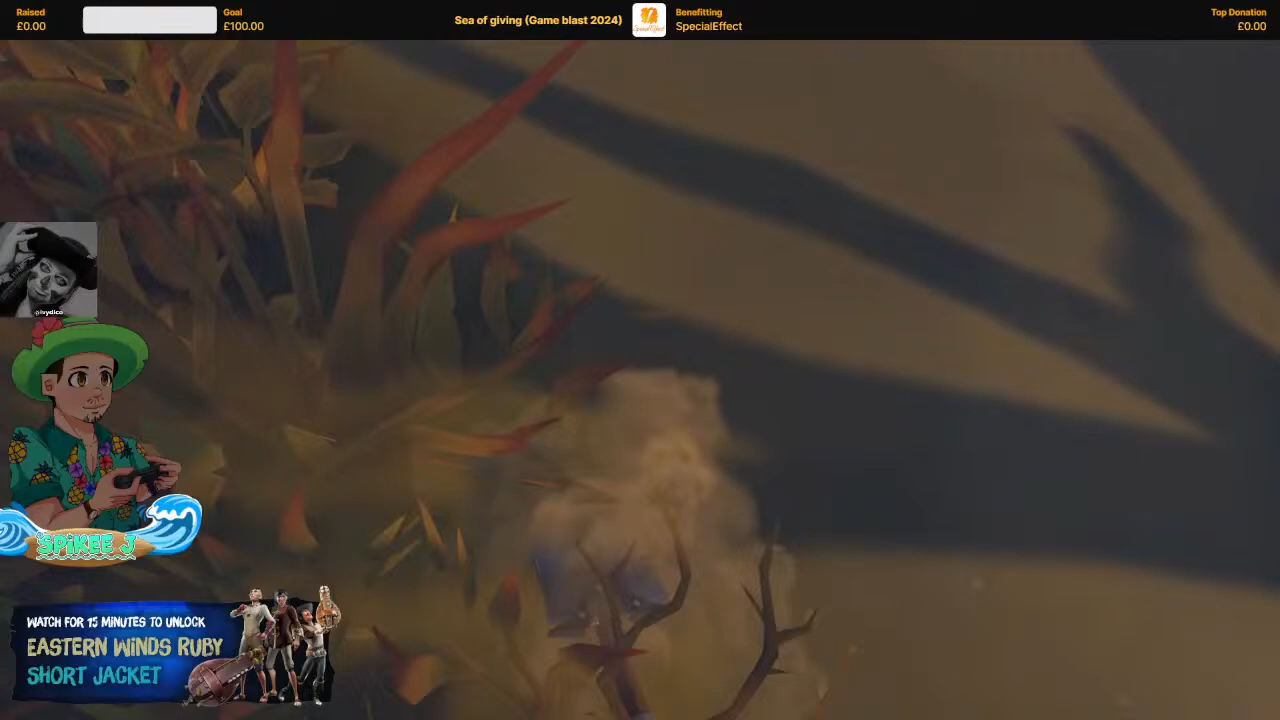 Raised
£0.00
Goal
£100.00
Sea of giving (Game blast 2024)
Benefitting
SpecialEffect
Top Donation
£0.00
@ivydico
SPIKEE J
WATCH FOR 15 MINUTES TO UNLOCK
EASTERN WINDS RUBY
SHORT JACKET